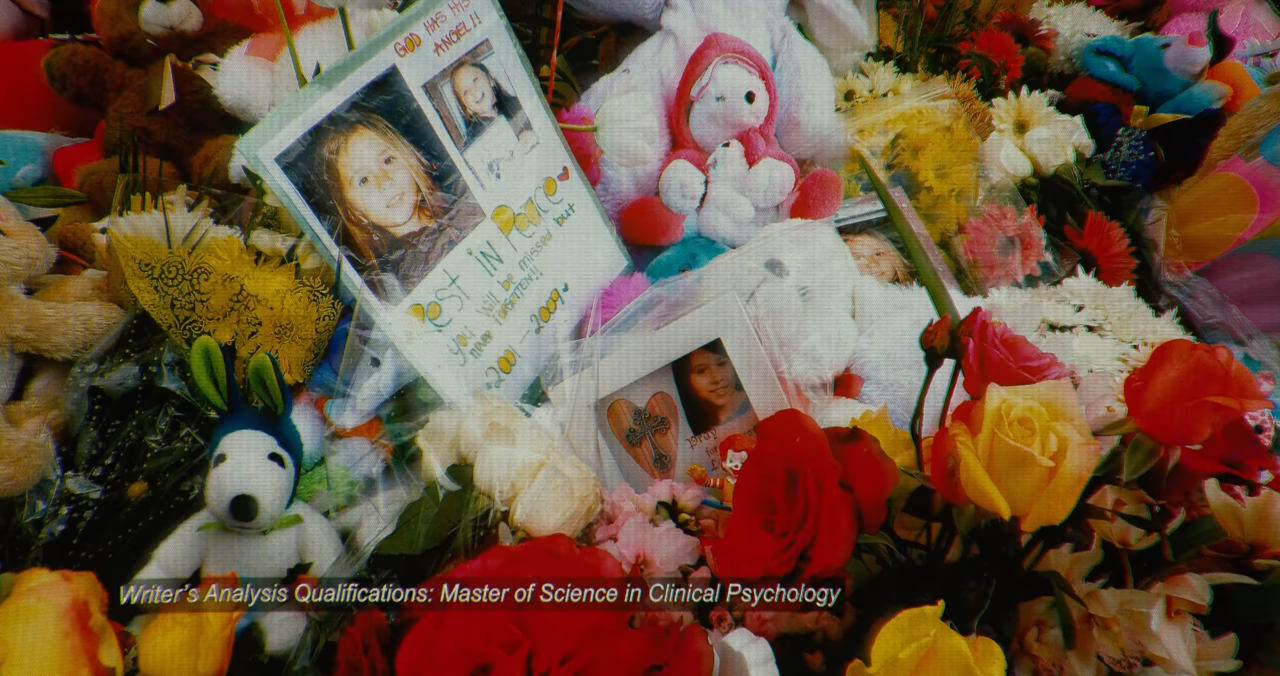 GOD HAS HIS
ANGEL!!
Rest IN Peace
you will be missed but
never FORGOTTEN!!
2001-2009
Writer's Analysis Qualifications: Master of Science in Clinical Psychology